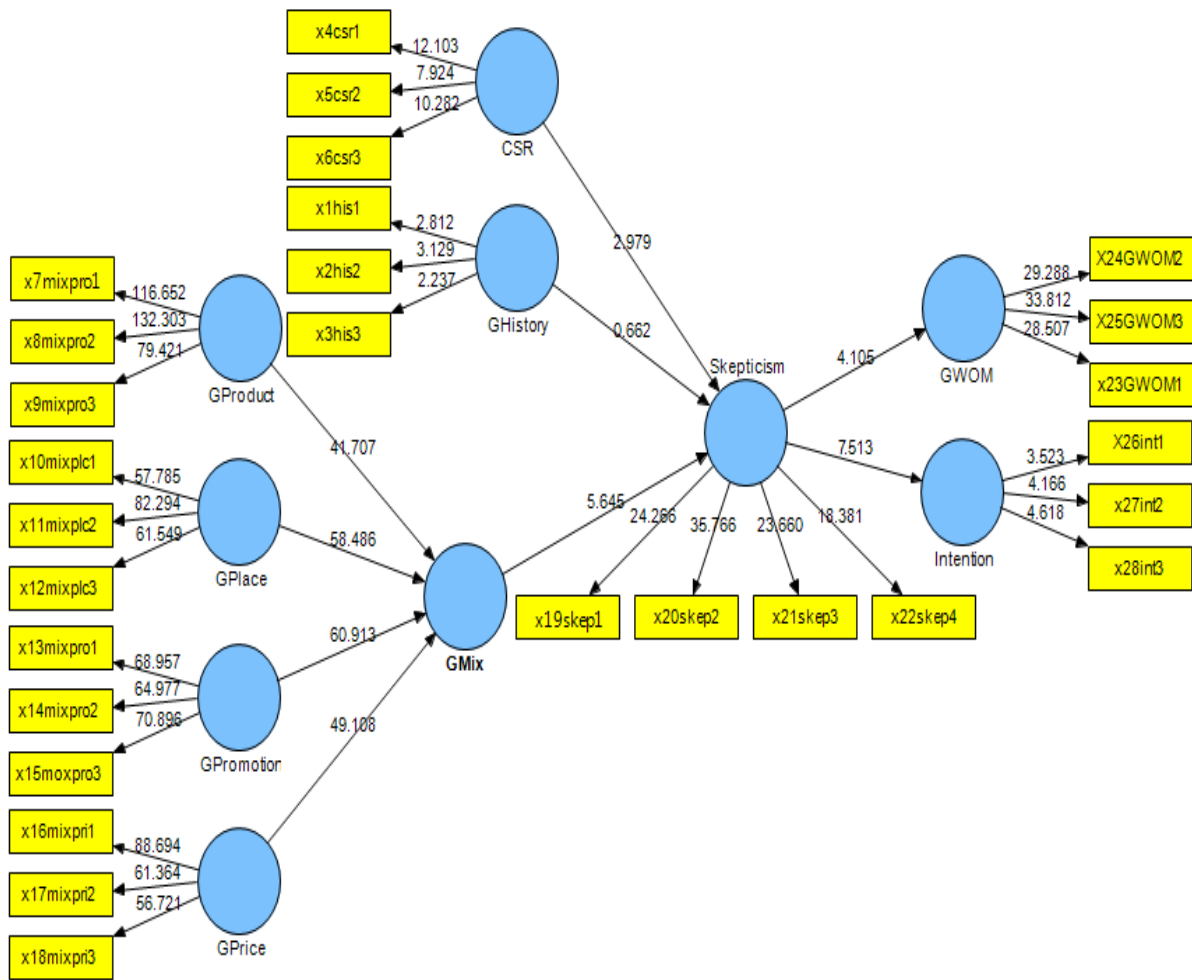 x4csr1
12.103
7.924
x5csr2
10.282
x6csr3
CSR
x1his1
2.812
3.129
x2his2
2.237
x3his3
GHistory
2.979
0.662
x7mixpro1
116.652
132.303
x8mixpro2
79.421
x9mixpro3
GProduct
41.707
x10mixplc1
57.785
82.294
x11mixplc2
61.549
x12mixplc3
GPlace
58.486
x13mixpro1
68.957
64.977
x14mixpro2
70.896
x15moxpro3
GPromotion
60.913
x16mixpri1
88.694
61.364
x17mixpri2
56.721
x18mixpri3
GPrice
49.108
GMix
5.645
Skepticism
24.266
35.766
23.660
18.381
x19skep1
x20skep2
x21skep3
x22skep4
4.105
7.513
GWOM
29.288
33.812
28.507
X24GWOM2
X25GWOM3
x23GWOM1
Intention
3.523
4.166
4.618
X26int1
x27int2
x28int3